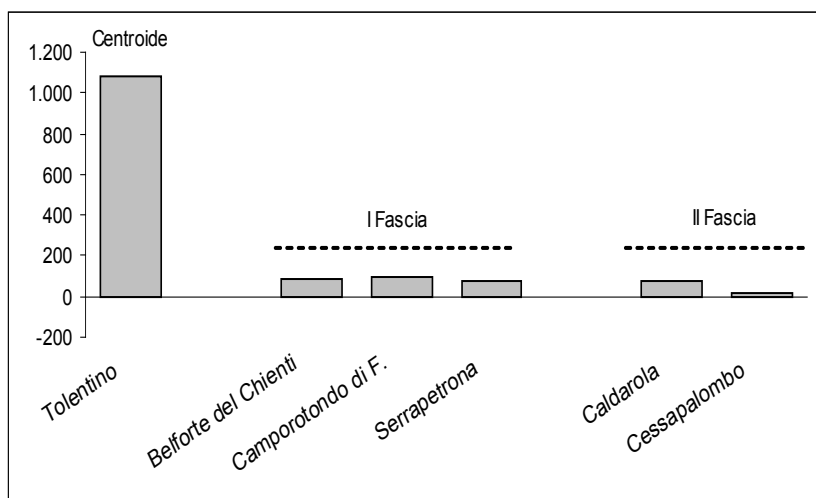 Centroide
1.200
1.000
800
600
400
200
0
-200
I Fascia
II Fascia
Tolentino
Belforte del Chienti
Camporotondo di F.
Serrapetrona
Caldarola
Cessapalombo